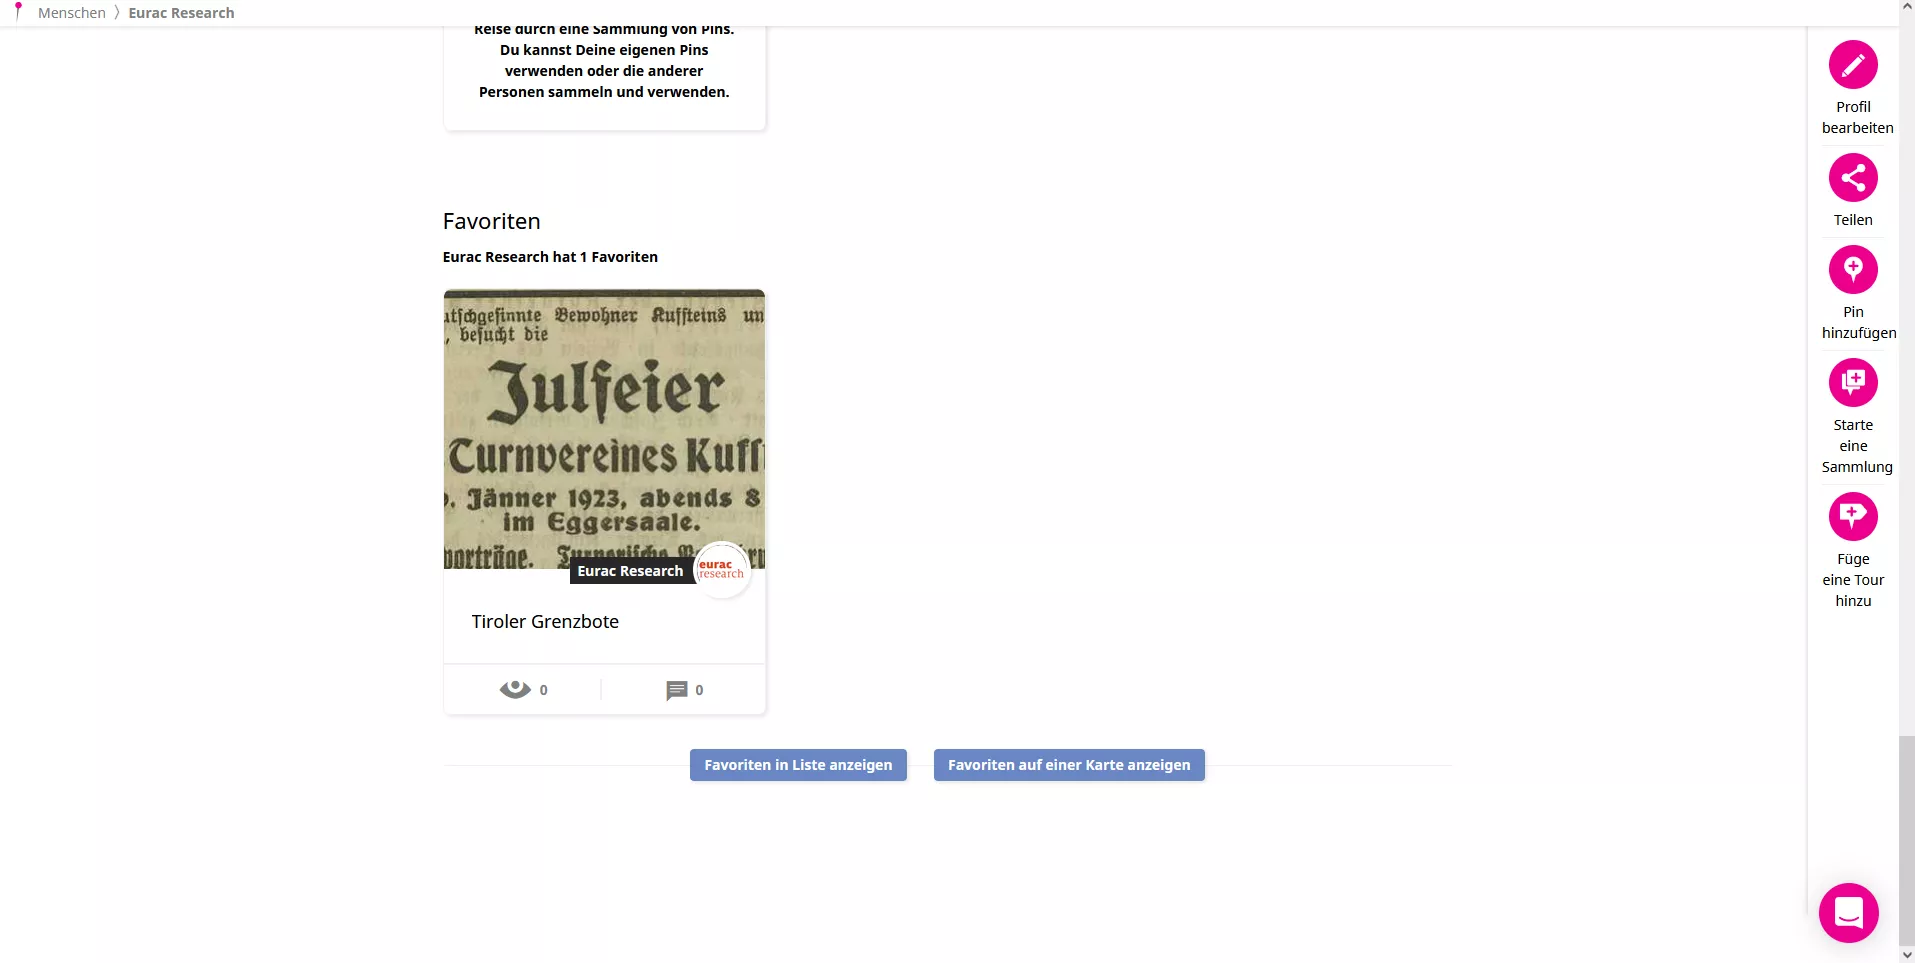 Menschen 〉 Eurac Research
Reise durch eine Sammlung von Pins.
Du kannst Deine eigenen Pins
verwenden oder die anderer
Personen sammeln und verwenden.
Favoriten
Eurac Research hat 1 Favoriten
utschgesinnte Bewohner Kuffsteins un
, besucht die
Julfeier
Turnvereines Kuff
. Jänner 1923, abends 8
im Eggersaale.
vorträge. Turnerische
Eurac Research
eurac
research
Tiroler Grenzbote
0
0
Favoriten in Liste anzeigen
Favoriten auf einer Karte anzeigen
Profil
bearbeiten
Teilen
Pin
hinzufügen
Starte
eine
Sammlung
Füge
eine Tour
hinzu